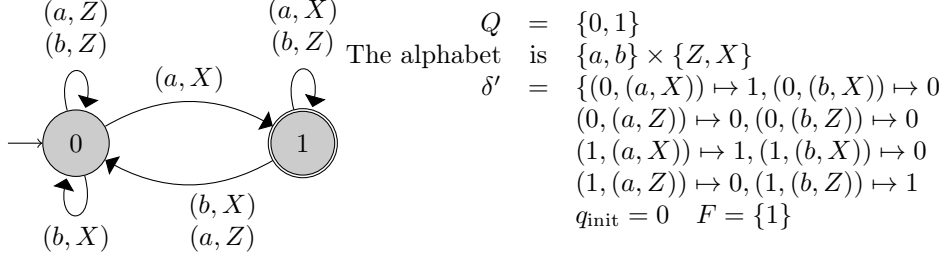 (a, Z)
(b, Z)
(a, X)
(b, Z)
(a, X)
0
1
(b, X)
(b, X)
(a, Z)
Q = {0, 1}
The alphabet is {a, b} × {Z, X}
δ′ = {(0, (a, X)) ↦ 1, (0, (b, X)) ↦ 0
(0, (a, Z)) ↦ 0, (0, (b, Z)) ↦ 0
(1, (a, X)) ↦ 1, (1, (b, X)) ↦ 0
(1, (a, Z)) ↦ 0, (1, (b, Z)) ↦ 1
q_init = 0 F = {1}